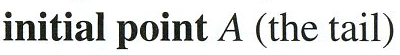 initial point A (the tail)